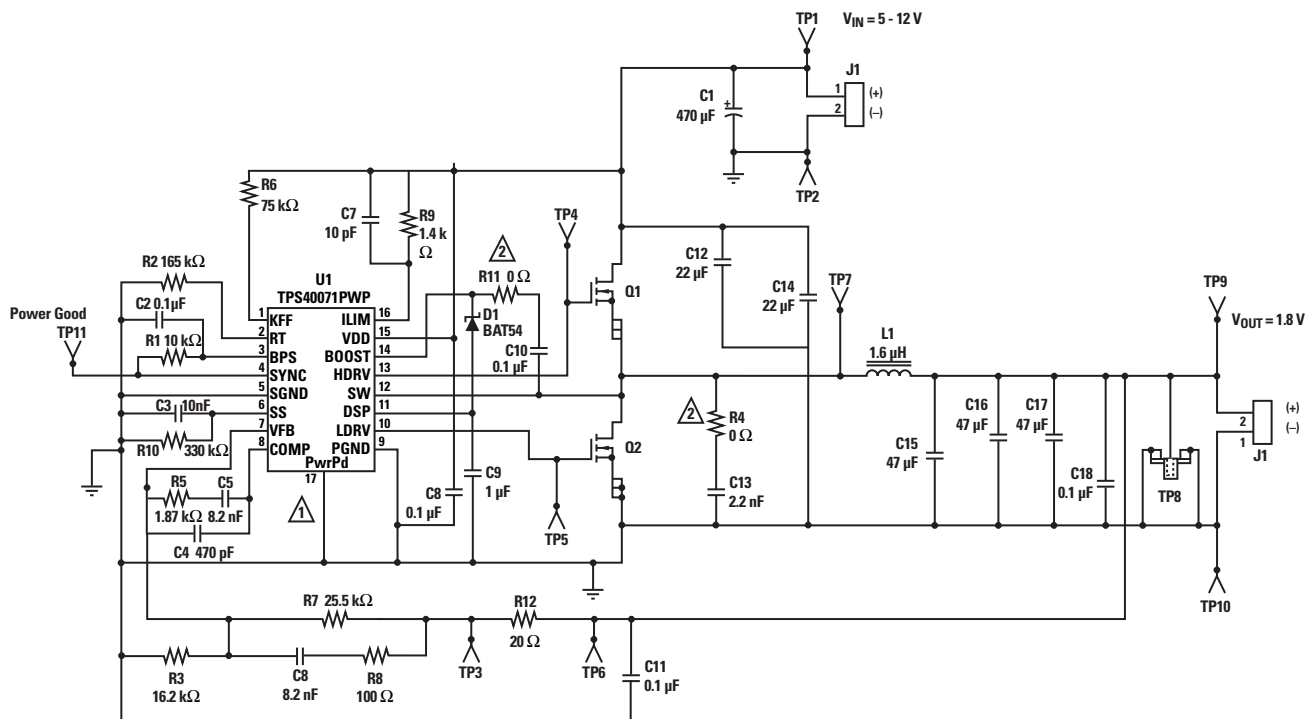 TP1
V_IN = 5 - 12 V
J1
1
(+)
2
(–)
C1
470 µF
+
TP2
R6
75 kΩ
C7
10 pF
R9
1.4 k
Ω
TP4
2
R11 0 Ω
C12
22 µF
C14
22 µF
Q1
TP7
TP9
V_OUT = 1.8 V
R2 165 kΩ
C2 0.1µF
Power Good
TP11
R1 10 kΩ
U1
TPS40071PWP
1 KFF ILIM 16
2 RT VDD 15
3 BPS BOOST 14
4 SYNC HDRV 13
5 SGND SW 12
6 SS DSP 11
7 VFB LDRV 10
8 COMP PGND 9
PwrPd
17
D1
BAT54
C10
0.1 µF
L1
1.6 µH
C3 10nF
R10 330 kΩ
2
R4
0 Ω
Q2
C13
2.2 nF
C15
47 µF
C16
47 µF
C17
47 µF
C18
0.1 µF
TP8
(+)
2
(–)
1
J1
R5
1.87 kΩ
C5
8.2 nF
C4 470 pF
1
C8
0.1 µF
C9
1 µF
TP5
TP10
R7 25.5 kΩ
R12
20 Ω
R3
16.2 kΩ
C8
8.2 nF
R8
100 Ω
TP3
TP6
C11
0.1 µF